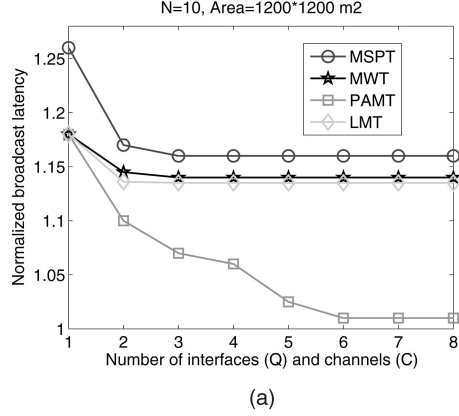 N=10, Area=1200*1200 m2
Normalized broadcast latency
1.25
1.2
1.15
1.1
1.05
1
MSPT
MWT
PAMT
LMT
1 2 3 4 5 6 7 8
Number of interfaces (Q) and channels (C)
(a)